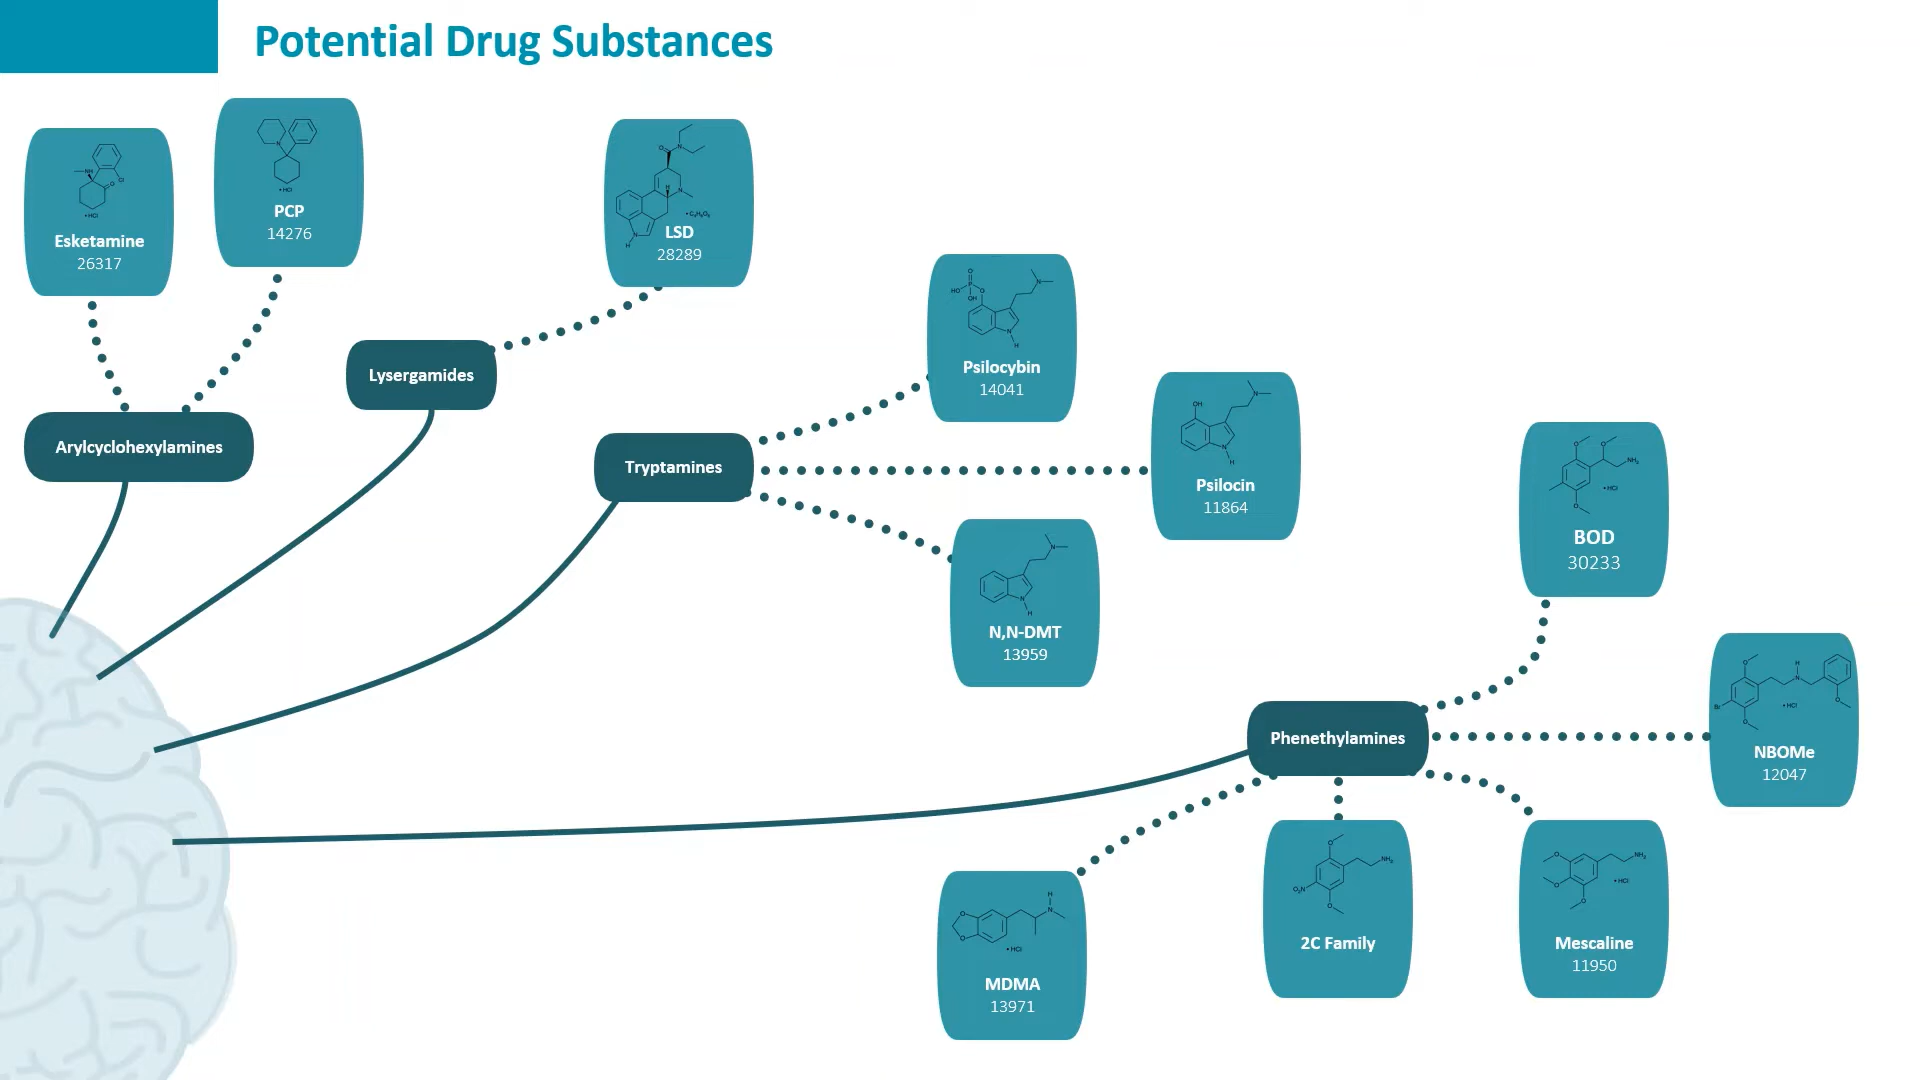 Potential Drug Substances
Esketamine
26317
PCP
14276
LSD
28289
Lysergamides
Arylcyclohexylamines
Tryptamines
Psilocybin
14041
Psilocin
11864
N,N-DMT
13959
BOD
30233
Phenethylamines
NBOMe
12047
MDMA
13971
2C Family
Mescaline
11950